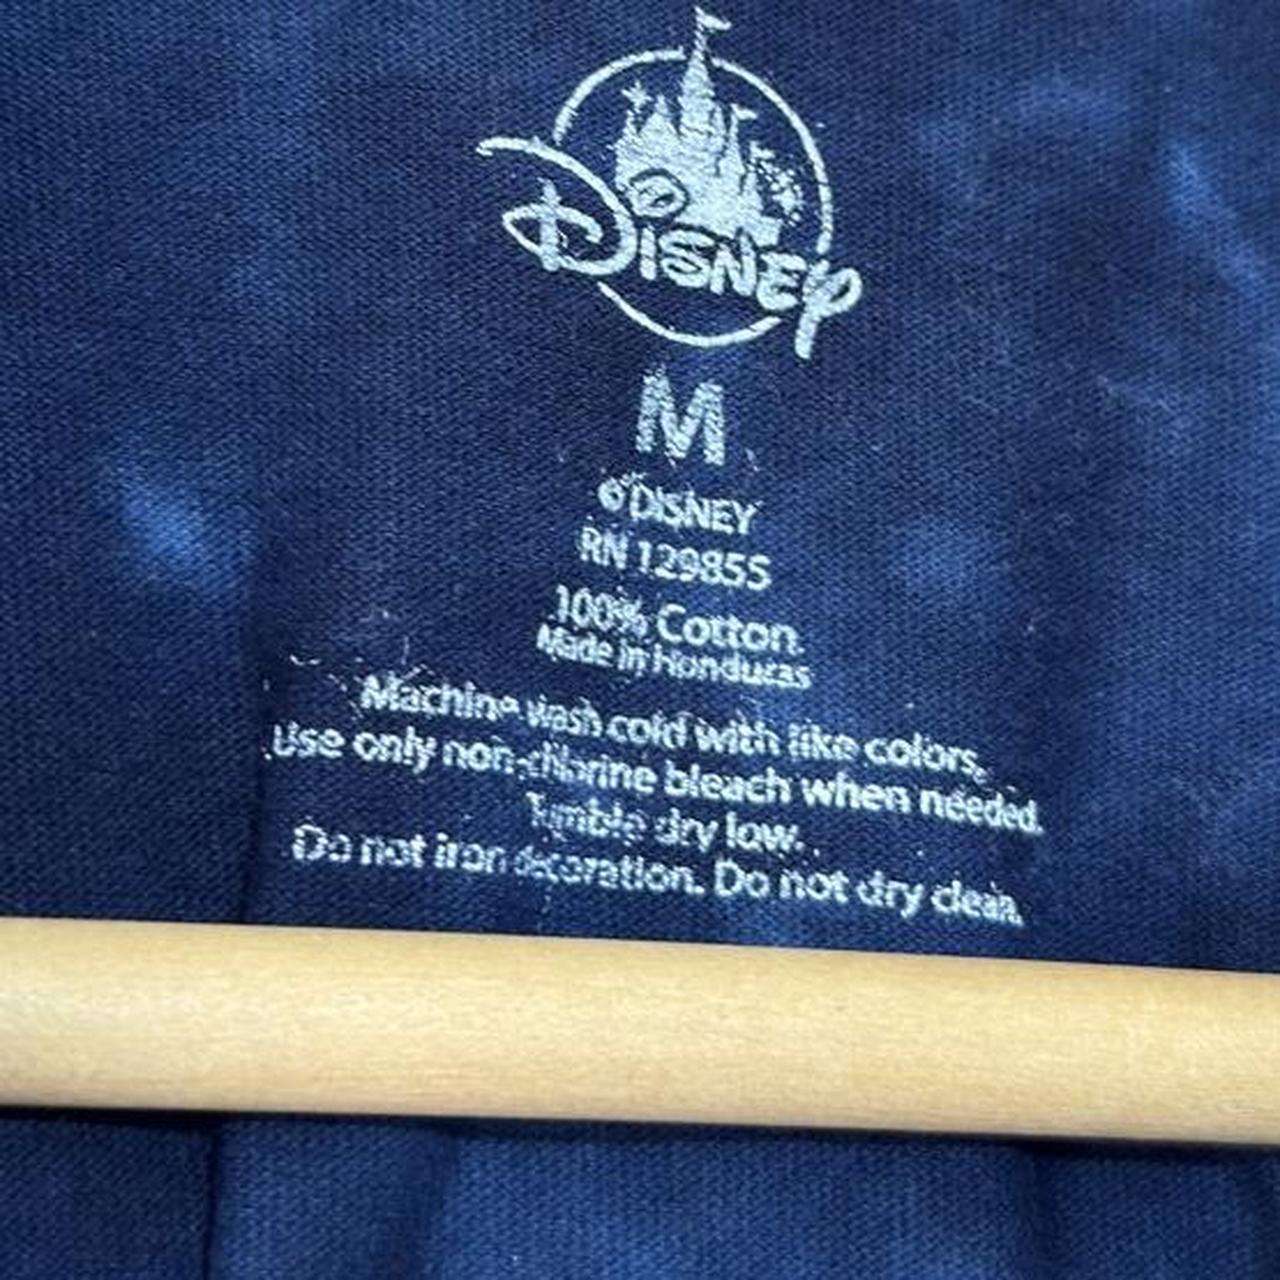 DISNEY
M
© DISNEY
RN 129855
100% Cotton.
Made in Honduras
Machine wash cold with like colors.
Use only non-chlorine bleach when needed.
Tumble dry low.
Do not iron decoration. Do not dry clean.